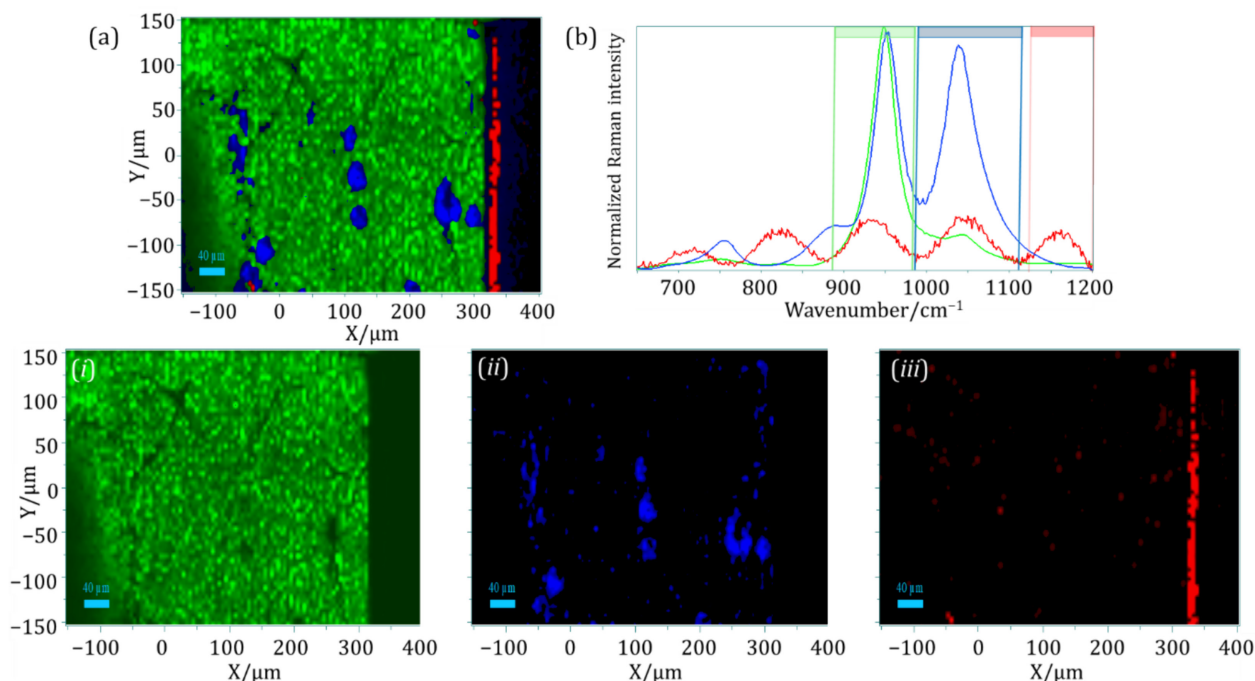 (a)
150
100
50
0
−50
−100
−150
Y/μm
40 μm
−100
0
100
200
300
400
X/μm
(b)
Normalized Raman intensity
700
800
900
1000
1100
1200
Wavenumber/cm⁻¹
(i)
150
100
50
0
−50
−100
−150
Y/μm
40 μm
−100
0
100
200
300
400
X/μm
(ii)
40 μm
−100
0
100
200
300
400
X/μm
(iii)
40 μm
−100
0
100
200
300
400
X/μm